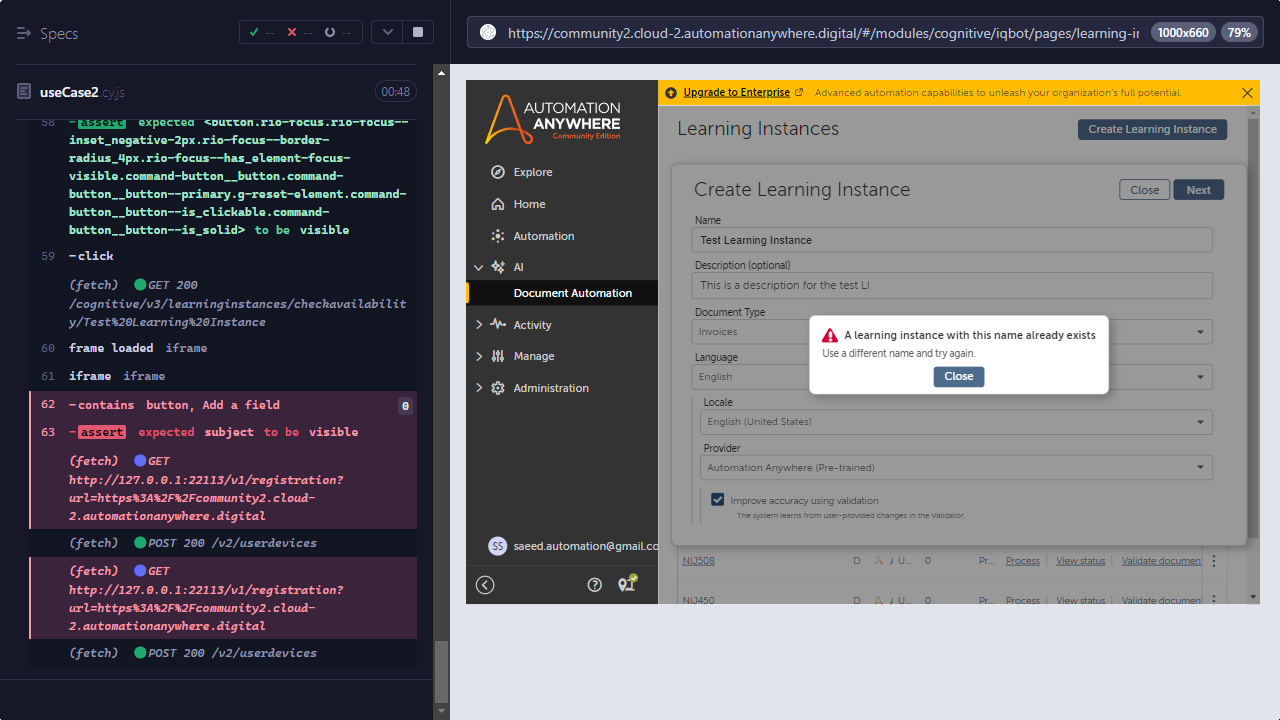 Specs
-- -- --
useCase2.cy.js
00:48
58 -assert expected <button.rio-focus.rio-focus--
inset_negative-2px.rio-focus--border-
radius_4px.rio-focus--has_element-focus-
visible.command-button__button.command-
button__button--primary.g-reset-element.command-
button__button--is_clickable.command-
button__button--is_solid> to be visible
59 -click
(fetch) GET 200
/cognitive/v3/learninginstances/checkavailabilit
y/Test%20Learning%20Instance
60 frame loaded iframe
61 iframe iframe
62 -contains button, Add a field 0
63 -assert expected subject to be visible
(fetch) GET
http://127.0.0.1:22113/v1/registration?
url=https%3A%2F%2Fcommunity2.cloud-
2.automationanywhere.digital
(fetch) POST 200 /v2/userdevices
(fetch) GET
http://127.0.0.1:22113/v1/registration?
url=https%3A%2F%2Fcommunity2.cloud-
2.automationanywhere.digital
(fetch) POST 200 /v2/userdevices
https://community2.cloud-2.automationanywhere.digital/#/modules/cognitive/iqbot/pages/learning-i
1000x660
79%
AUTOMATION
ANYWHERE
Community Edition
Explore
Home
Automation
AI
Document Automation
Activity
Manage
Administration
SS saeed.automation@gmail.co
Upgrade to Enterprise Advanced automation capabilities to unleash your organization's full potential.
Learning Instances
Create Learning Instance
Create Learning Instance
Close
Next
Name
Test Learning Instance
Description (optional)
This is a description for the test LI
Document Type
Invoices
Language
English
Locale
English (United States)
Provider
Automation Anywhere (Pre-trained)
Improve accuracy using validation
The system learns from user-provided changes in the Validator.
A learning instance with this name already exists
Use a different name and try again.
Close
NIJ508 D U... 0 Pr... Process View status Validate document
NIJ450 D U... 0 Pr... Process View status Validate document